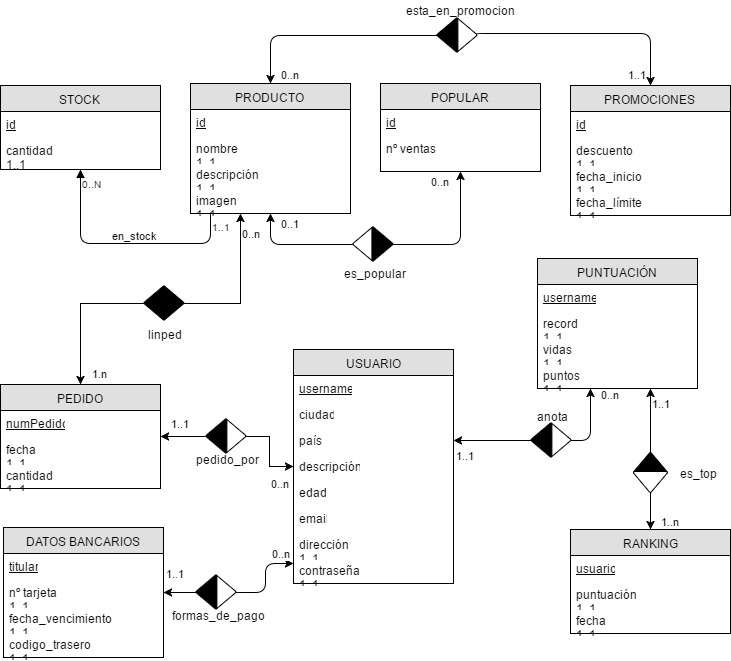 esta_en_promocion
0..n
1..1
STOCK
id
cantidad
1..1
0..N
en_stock
PRODUCTO
id
nombre
1 1
descripción
1 1
imagen
1 1
1..1
0..n
0..1
POPULAR
id
nº ventas
0..n
es_popular
PROMOCIONES
id
descuento
1 1
fecha_inicio
1 1
fecha_límite
1 1
linped
1.n
PUNTUACIÓN
username
record
1 1
vidas
1 1
puntos
1 1
0..n
1..1
PEDIDO
numPedido
fecha
1 1
cantidad
1 1
1..1
pedido_por
0..n
USUARIO
username
ciudad
país
descripción
edad
email
dirección
1 1
contraseña
1 1
1..1
anota
es_top
1..n
DATOS BANCARIOS
titular
nº tarjeta
1 1
fecha_vencimiento
1 1
codigo_trasero
1 1
1..1
0..n
formas_de_pago
RANKING
usuario
puntuación
1 1
fecha
1 1